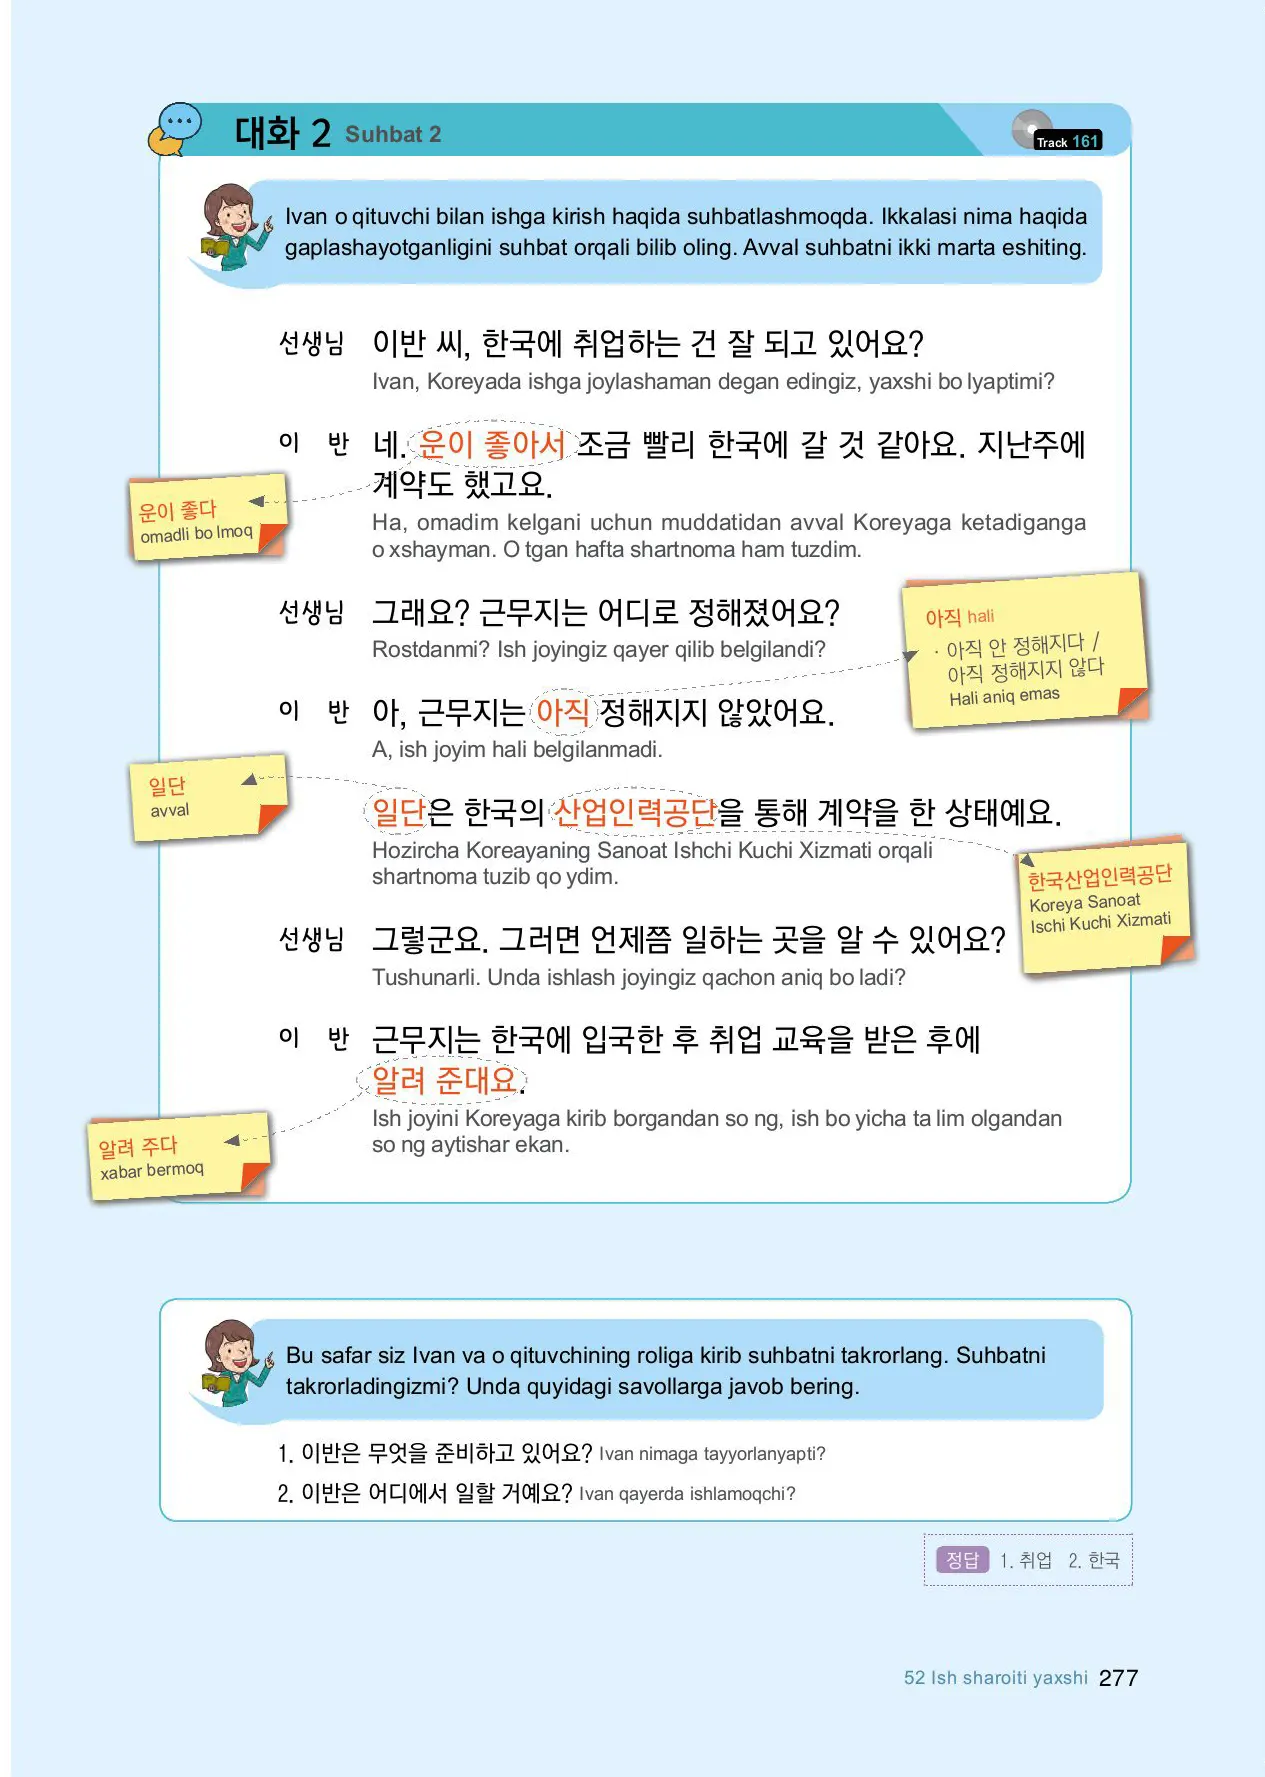 대화 2 Suhbat 2
Track 161
Ivan o qituvchi bilan ishga kirish haqida suhbatlashmoqda. Ikkalasi nima haqida
gaplashayotganligini suhbat orqali bilib oling. Avval suhbatni ikki marta eshiting.
선생님 이반 씨, 한국에 취업하는 건 잘 되고 있어요?
Ivan, Koreyada ishga joylashaman degan edingiz, yaxshi bo lyaptimi?
이 반 네. 운이 좋아서 조금 빨리 한국에 갈 것 같아요. 지난주에
계약도 했고요.
운이 좋다
omadli bo lmoq
Ha, omadim kelgani uchun muddatidan avval Koreyaga ketadiganga
o xshayman. O tgan hafta shartnoma ham tuzdim.
선생님 그래요? 근무지는 어디로 정해졌어요?
Rostdanmi? Ish joyingiz qayer qilib belgilandi?
아직 hali
· 아직 안 정해지다 /
아직 정해지지 않다
Hali aniq emas
이 반 아, 근무지는 아직 정해지지 않았어요.
A, ish joyim hali belgilanmadi.
일단
avval
일단은 한국의 산업인력공단을 통해 계약을 한 상태예요.
Hozircha Koreayaning Sanoat Ishchi Kuchi Xizmati orqali
shartnoma tuzib qo ydim.
한국산업인력공단
Koreya Sanoat
Ischi Kuchi Xizmati
선생님 그렇군요. 그러면 언제쯤 일하는 곳을 알 수 있어요?
Tushunarli. Unda ishlash joyingiz qachon aniq bo ladi?
이 반 근무지는 한국에 입국한 후 취업 교육을 받은 후에
알려 준대요.
Ish joyini Koreyaga kirib borgandan so ng, ish bo yicha ta lim olgandan
so ng aytishar ekan.
알려 주다
xabar bermoq
Bu safar siz Ivan va o qituvchining roliga kirib suhbatni takrorlang. Suhbatni
takrorladingizmi? Unda quyidagi savollarga javob bering.
1. 이반은 무엇을 준비하고 있어요? Ivan nimaga tayyorlanyapti?
2. 이반은 어디에서 일할 거예요? Ivan qayerda ishlamoqchi?
정답 1. 취업 2. 한국
52 Ish sharoiti yaxshi 277